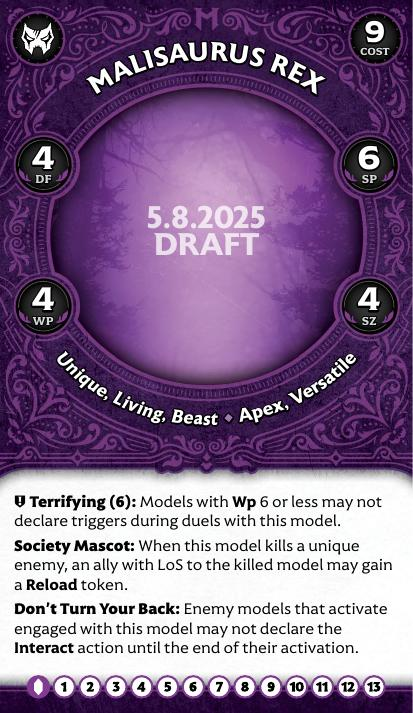 9
COST
MALISAURUS REX
4
DF
6
SP
5.8.2025
DRAFT
4
WP
4
SZ
Unique, Living, Beast ◆ Apex, Versatile
Terrifying (6): Models with Wp 6 or less may not
declare triggers during duels with this model.
Society Mascot: When this model kills a unique
enemy, an ally with LoS to the killed model may gain
a Reload token.
Don't Turn Your Back: Enemy models that activate
engaged with this model may not declare the
Interact action until the end of their activation.
1 2 3 4 5 6 7 8 9 10 11 12 13